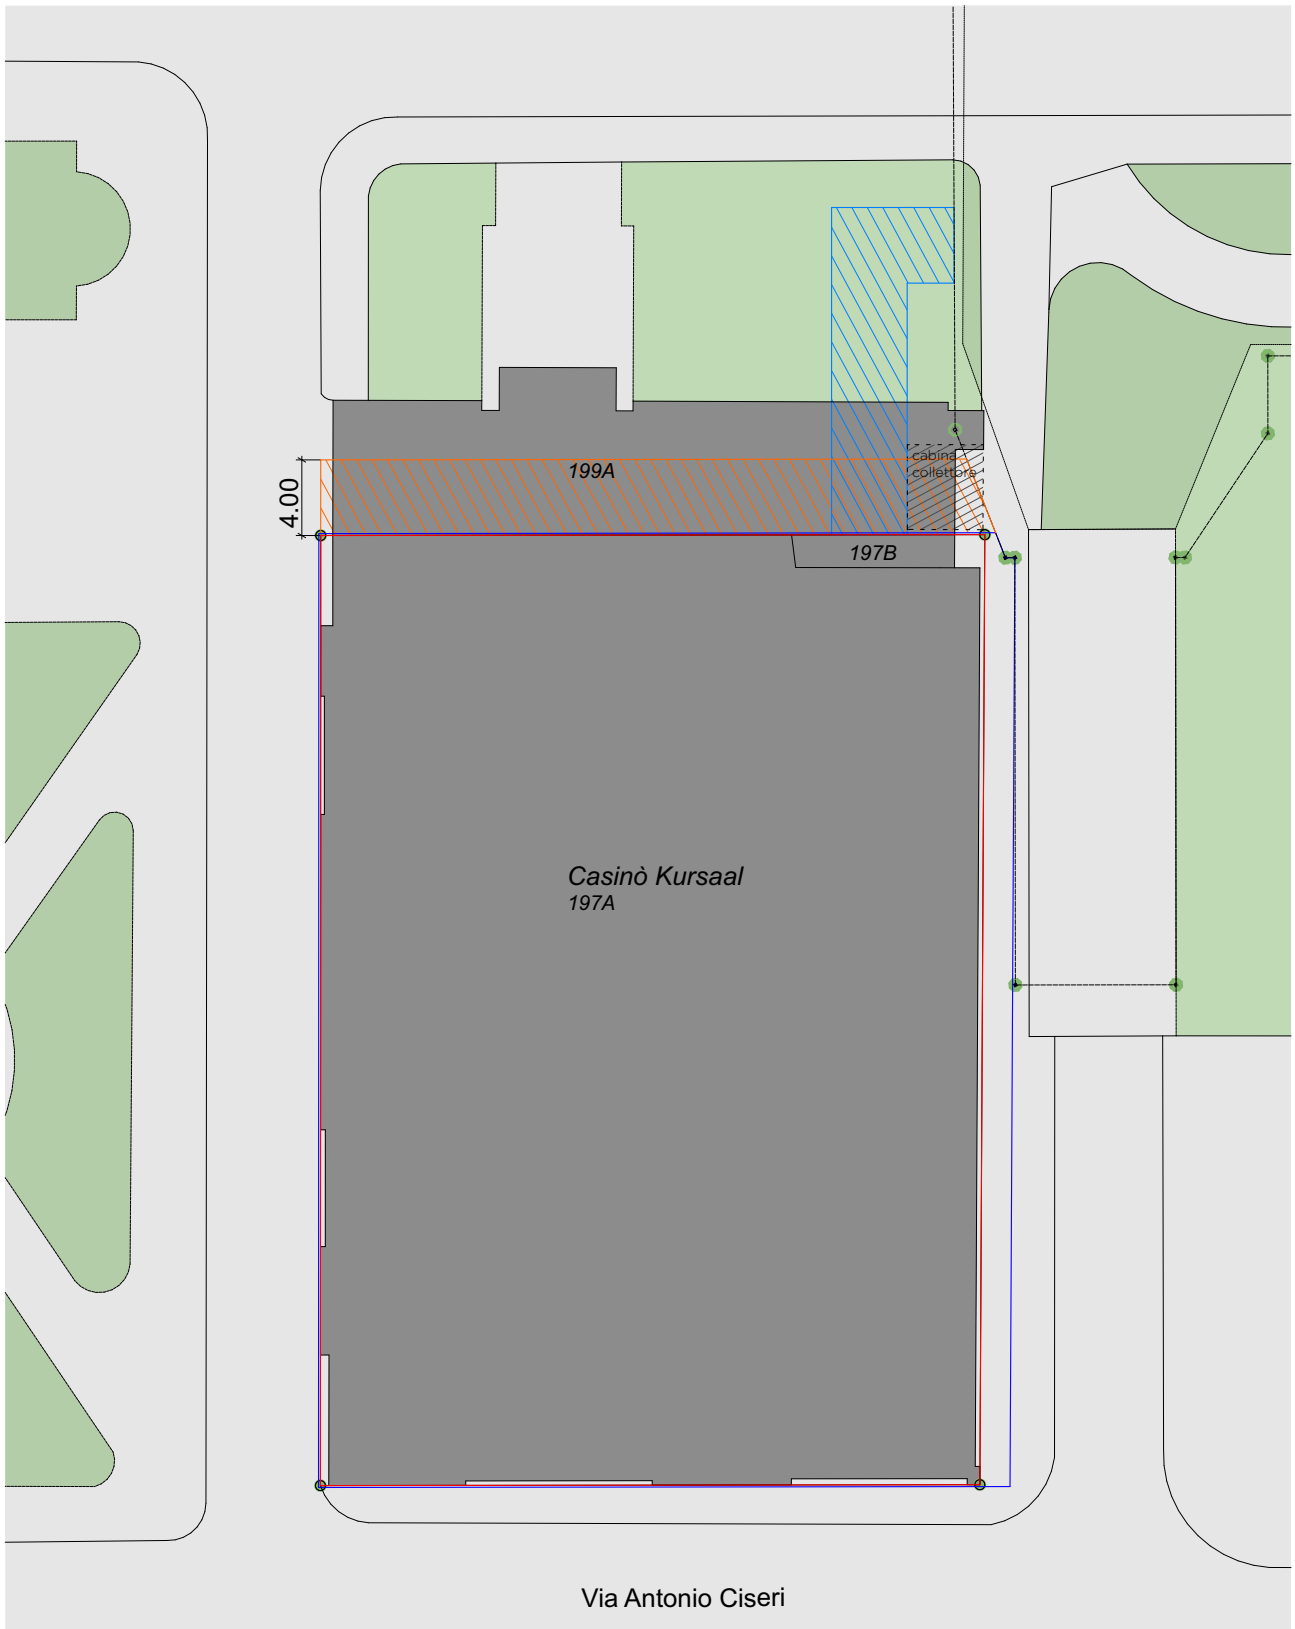 cabina
collettore
199A
4.00
197B
Casinò Kursaal
197A
Via Antonio Ciseri